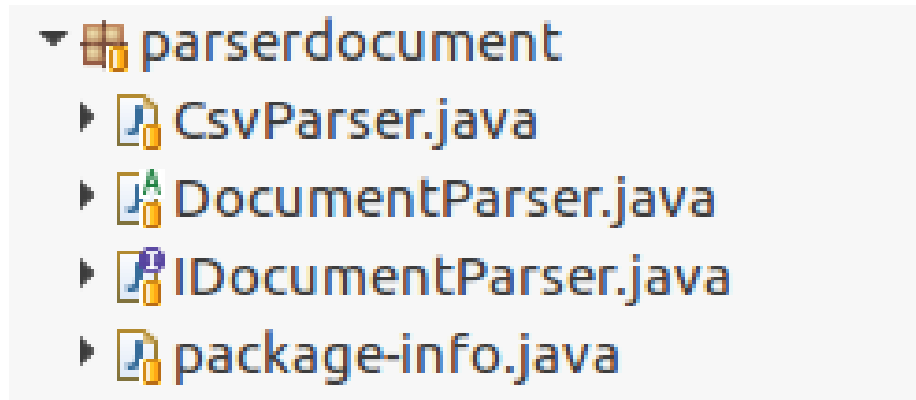 parserdocument
CsvParser.java
DocumentParser.java
IDocumentParser.java
package-info.java